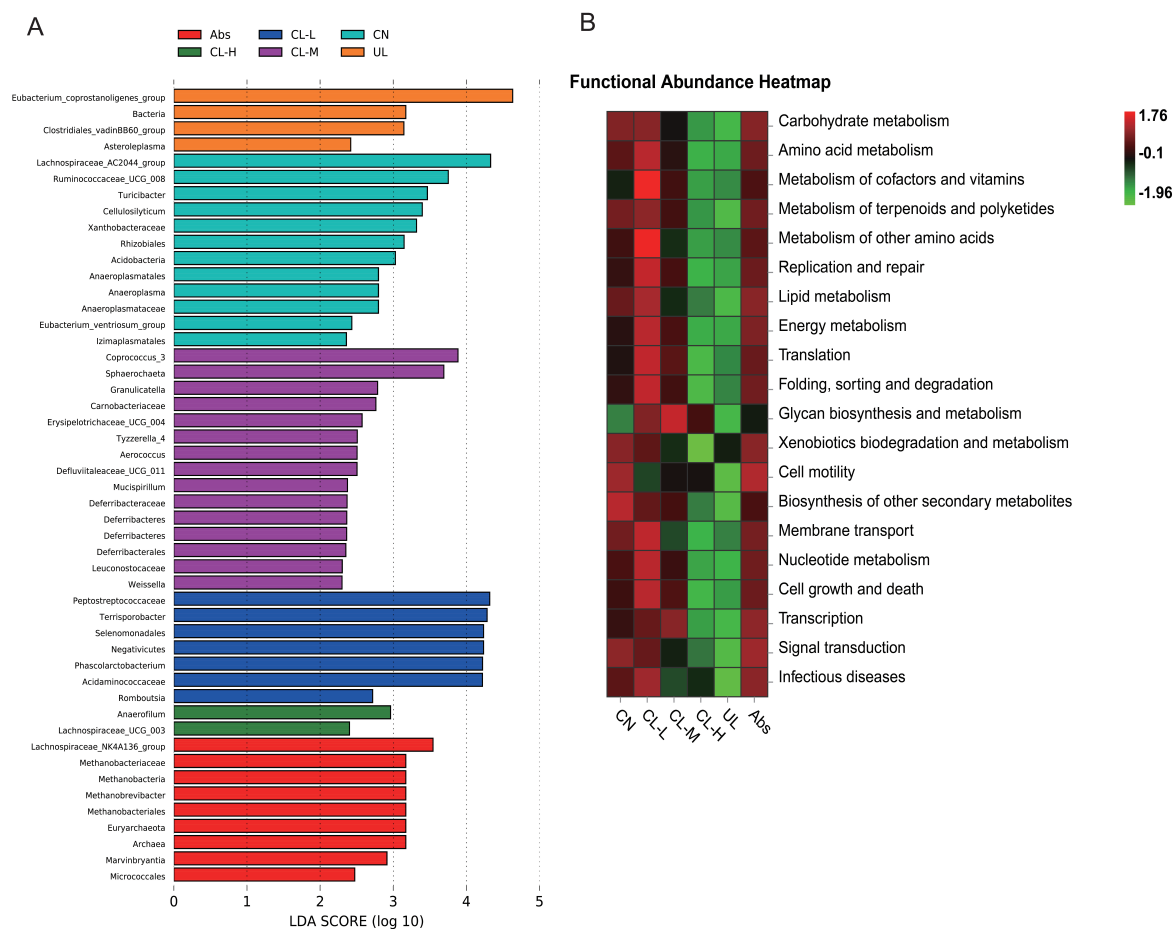 A
Abs
CL-L
CN
CL-H
CL-M
UL
Eubacterium_coprostanoligenes_group
Bacteria
Clostridiales_vadinBB60_group
Asteroleplasma
Lachnospiraceae_AC2044_group
Ruminococcaceae_UCG_008
Turicibacter
Cellulosilyticum
Xanthobacteraceae
Rhizobiales
Acidobacteria
Anaeroplasmatales
Anaeroplasma
Anaeroplasmataceae
Eubacterium_ventriosum_group
Izimaplasmatales
Coprococcus_3
Sphaerochaeta
Granulicatella
Carnobacteriaceae
Erysipelotrichaceae_UCG_004
Tyzzerella_4
Aerococcus
Defluviitaleaceae_UCG_011
Mucispirillum
Deferribacteraceae
Deferribacteres
Deferribacteres
Deferribacterales
Leuconostocaceae
Weissella
Peptostreptococcaceae
Terrisporobacter
Selenomonadales
Negativicutes
Phascolarctobacterium
Acidaminococcaceae
Romboutsia
Anaerofilum
Lachnospiraceae_UCG_003
Lachnospiraceae_NK4A136_group
Methanobacteriaceae
Methanobacteria
Methanobrevibacter
Methanobacteriales
Euryarchaeota
Archaea
Marvinbryantia
Micrococcales
0 1 2 3 4 5
LDA SCORE (log 10)
B
Functional Abundance Heatmap
Carbohydrate metabolism
Amino acid metabolism
Metabolism of cofactors and vitamins
Metabolism of terpenoids and polyketides
Metabolism of other amino acids
Replication and repair
Lipid metabolism
Energy metabolism
Translation
Folding, sorting and degradation
Glycan biosynthesis and metabolism
Xenobiotics biodegradation and metabolism
Cell motility
Biosynthesis of other secondary metabolites
Membrane transport
Nucleotide metabolism
Cell growth and death
Transcription
Signal transduction
Infectious diseases
CN CL-L CL-M CL-H UL Abs
1.76
-0.1
-1.96